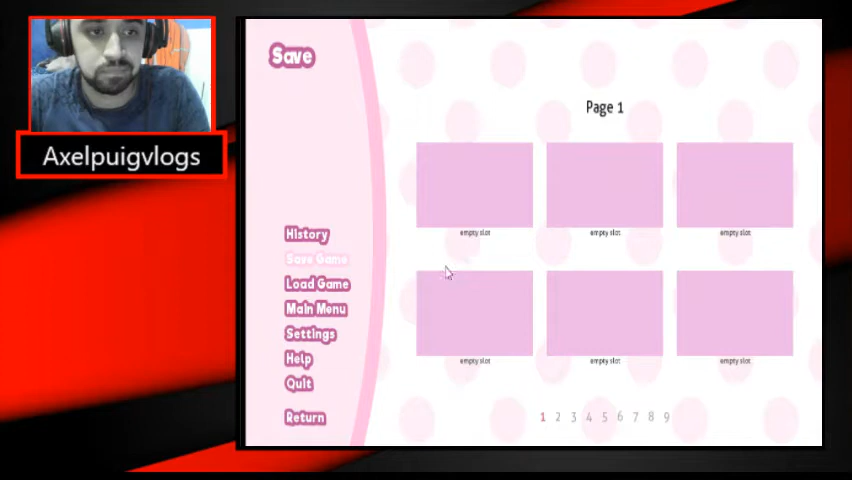 Save
Axelpuigvlogs
Page 1
empty slot empty slot empty slot
History
Save Game
Load Game
Main Menu
Settings
Help
Quit
Return
empty slot empty slot empty slot
1 2 3 4 5 6 7 8 9